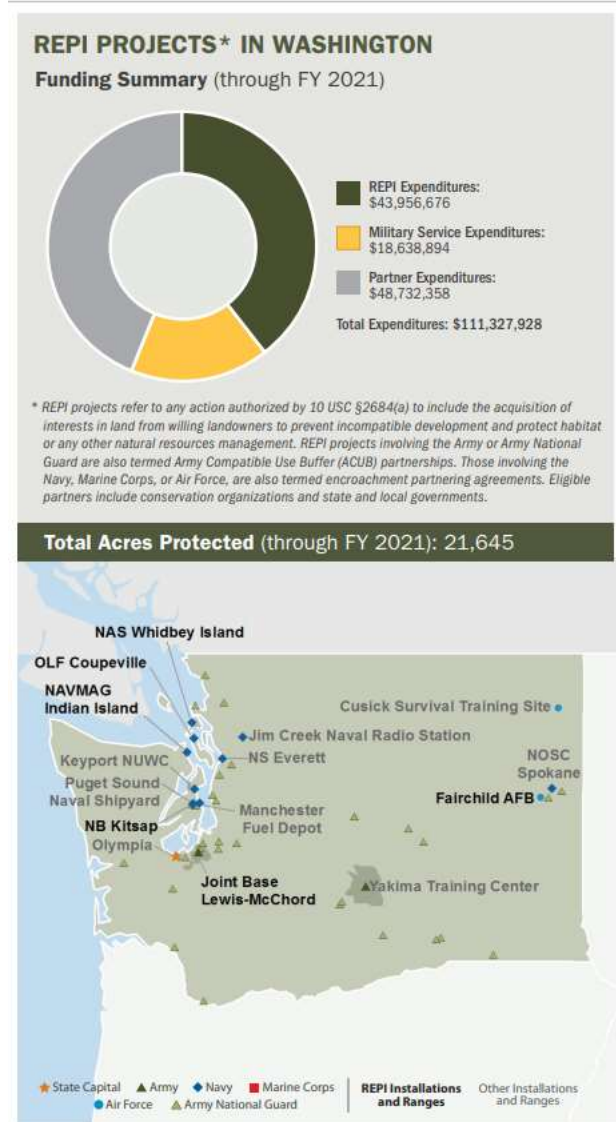 REPI PROJECTS* IN WASHINGTON
Funding Summary (through FY 2021)
REPI Expenditures:
$43,956,676
Military Service Expenditures:
$18,638,894
Partner Expenditures:
$48,732,358
Total Expenditures: $111,327,928
* REPI projects refer to any action authorized by 10 USC §2684(a) to include the acquisition of
interests in land from willing landowners to prevent incompatible development and protect habitat
or any other natural resources management. REPI projects involving the Army or Army National
Guard are also termed Army Compatible Use Buffer (ACUB) partnerships. Those involving the
Navy, Marine Corps, or Air Force, are also termed encroachment partnering agreements. Eligible
partners include conservation organizations and state and local governments.
Total Acres Protected (through FY 2021): 21,645
NAS Whidbey Island
OLF Coupeville
NAVMAG
Indian Island
Cusick Survival Training Site
Jim Creek Naval Radio Station
Keyport NUWC
NS Everett
NOSC
Spokane
Puget Sound
Naval Shipyard
Fairchild AFB
Manchester
Fuel Depot
NB Kitsap
Olympia
Joint Base
Lewis-McChord
Yakima Training Center
State Capital
Army
Navy
Marine Corps
Air Force
Army National Guard
REPI Installations
and Ranges
Other Installations
and Ranges